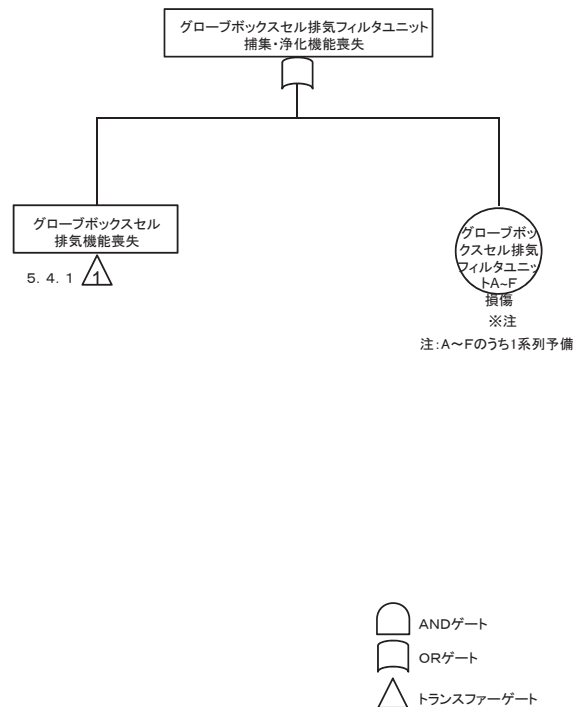 グローブボックスセル排気フィルタユニット
捕集・浄化機能喪失
グローブボックスセル
排気機能喪失
5. 4. 1
1
グローブボッ
クスセル排気
フィルタユニッ
トA~F
損傷
※注
注:A～Fのうち1系列予備
ANDゲート
ORゲート
トランスファーゲート